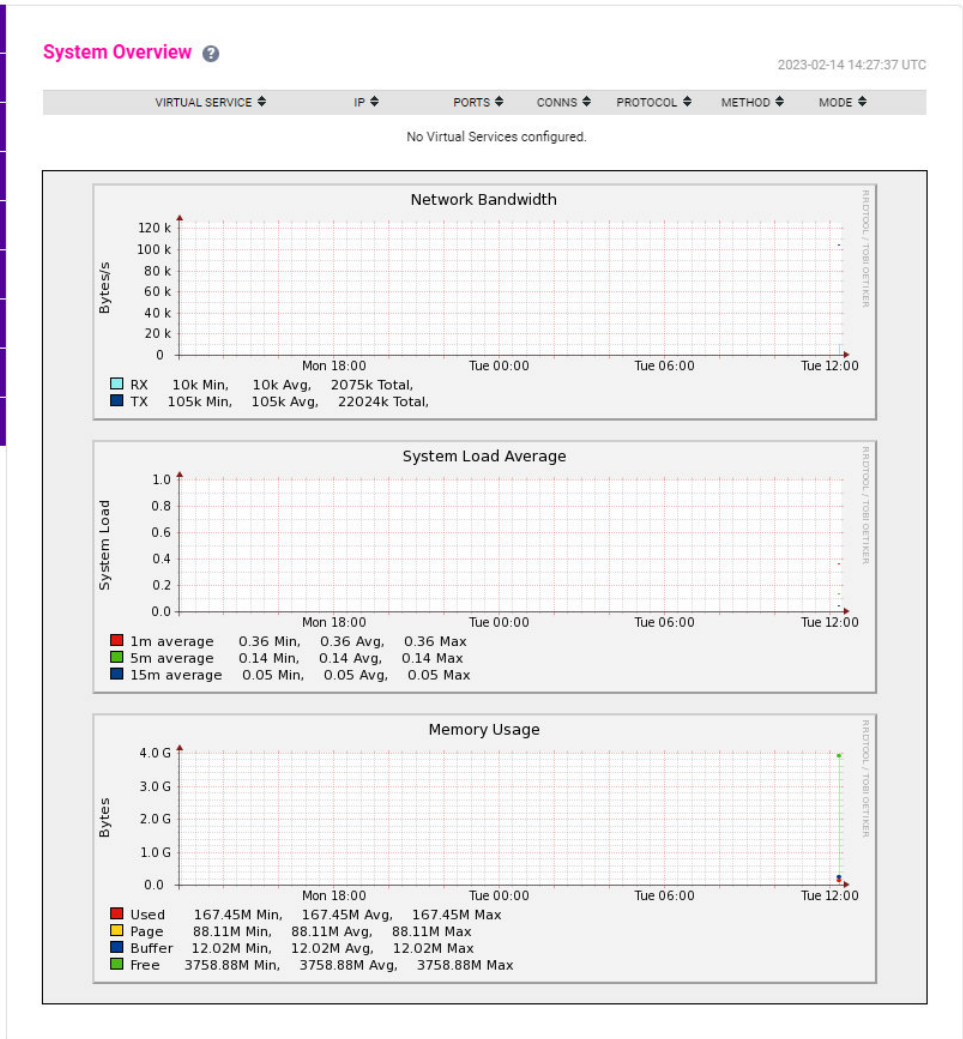 System Overview ?
2023-02-14 14:27:37 UTC
VIRTUAL SERVICE IP PORTS CONNS PROTOCOL METHOD MODE
No Virtual Services configured.
Network Bandwidth
RRDTOOL / TOBI OETIKER
Bytes/s
120 k
100 k
80 k
60 k
40 k
20 k
0
Mon 18:00 Tue 00:00 Tue 06:00 Tue 12:00
RX 10k Min, 10k Avg, 2075k Total,
TX 105k Min, 105k Avg, 22024k Total,
System Load Average
RRDTOOL / TOBI OETIKER
System Load
1.0
0.8
0.6
0.4
0.2
0.0
Mon 18:00 Tue 00:00 Tue 06:00 Tue 12:00
1m average 0.36 Min, 0.36 Avg, 0.36 Max
5m average 0.14 Min, 0.14 Avg, 0.14 Max
15m average 0.05 Min, 0.05 Avg, 0.05 Max
Memory Usage
RRDTOOL / TOBI OETIKER
Bytes
4.0 G
3.0 G
2.0 G
1.0 G
0.0
Mon 18:00 Tue 00:00 Tue 06:00 Tue 12:00
Used 167.45M Min, 167.45M Avg, 167.45M Max
Page 88.11M Min, 88.11M Avg, 88.11M Max
Buffer 12.02M Min, 12.02M Avg, 12.02M Max
Free 3758.88M Min, 3758.88M Avg, 3758.88M Max